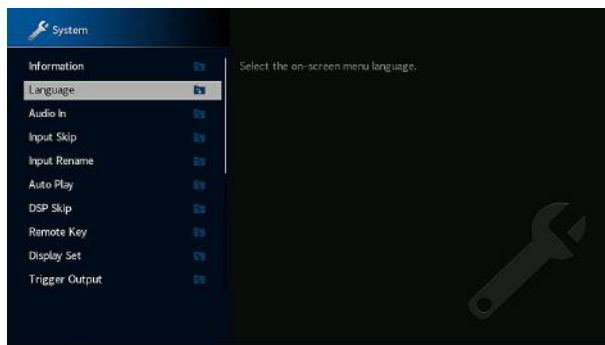 System
Information
Language
Select the on-screen menu language.
Audio In
Input Skip
Input Rename
Auto Play
DSP Skip
Remote Key
Display Set
Trigger Output